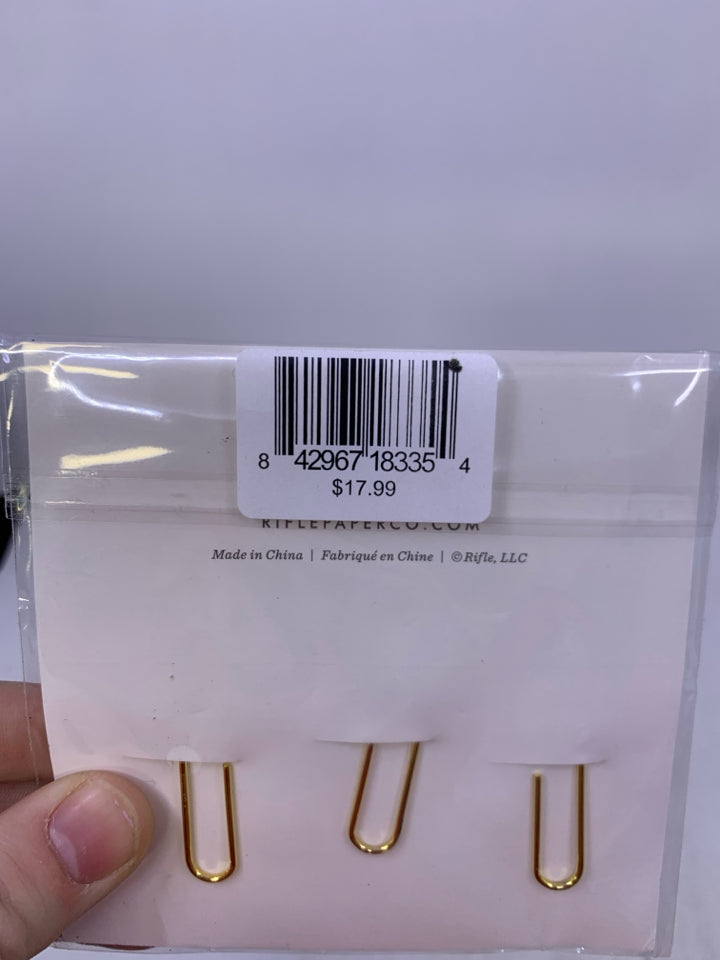 8 42967 18335 4
$17.99
RIFLEPAPERCO.COM
Made in China | Fabriqué en Chine | © Rifle, LLC